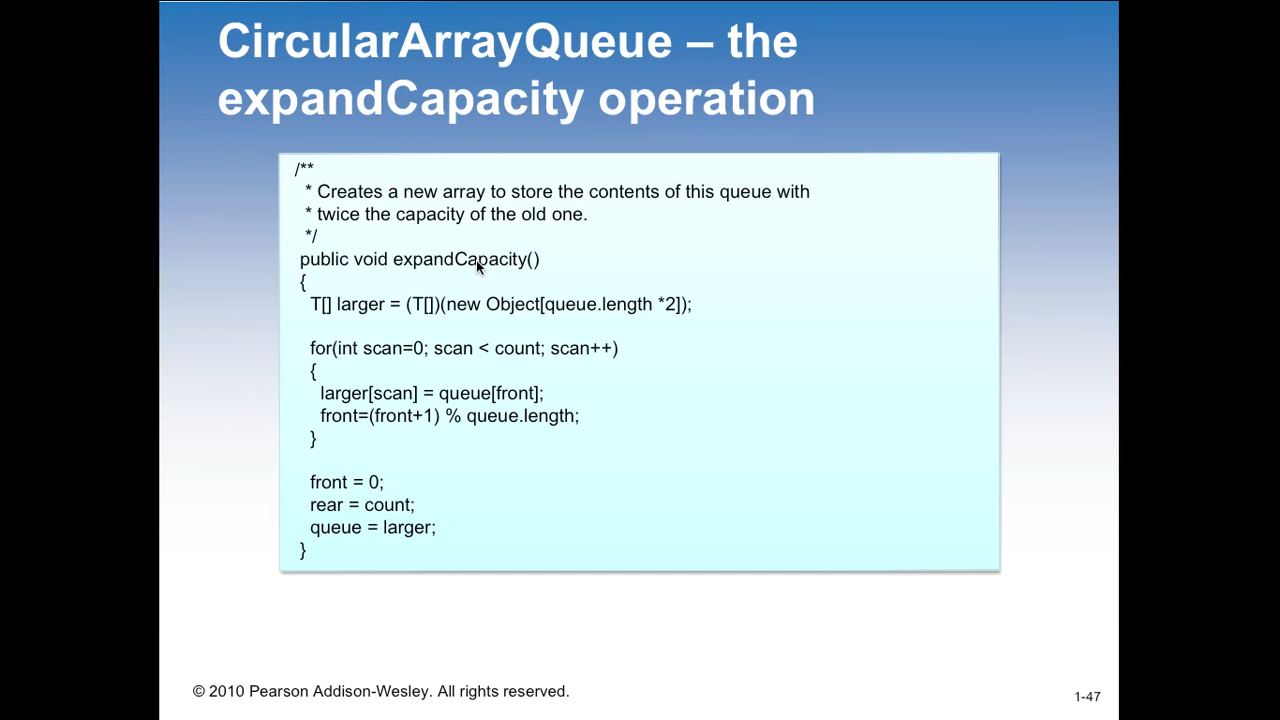 CircularArrayQueue – the
expandCapacity operation
/**
* Creates a new array to store the contents of this queue with
* twice the capacity of the old one.
*/
public void expandCapacity()
{
T[] larger = (T[])(new Object[queue.length *2]);
for(int scan=0; scan < count; scan++)
{
larger[scan] = queue[front];
front=(front+1) % queue.length;
}
front = 0;
rear = count;
queue = larger;
}
© 2010 Pearson Addison-Wesley. All rights reserved.
1-47